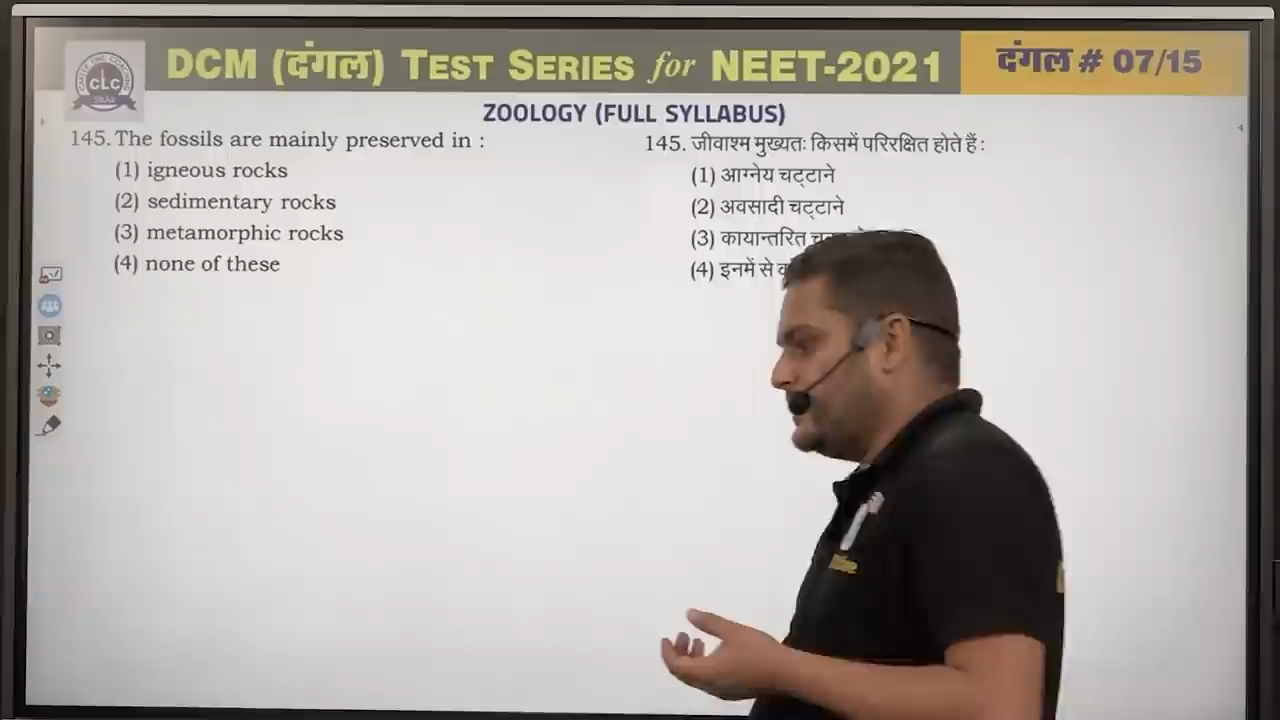 DCM (दंगल) TEST SERIES for NEET-2021
दंगल # 07/15
CLC
ZOOLOGY (FULL SYLLABUS)
145. The fossils are mainly preserved in :
(1) igneous rocks
(2) sedimentary rocks
(3) metamorphic rocks
(4) none of these
145. जीवाश्म मुख्यतः किसमें परिरक्षित होते हैं :
(1) आग्नेय चट्टाने
(2) अवसादी चट्टाने
(3) कायान्तरित
(4) इनमें से